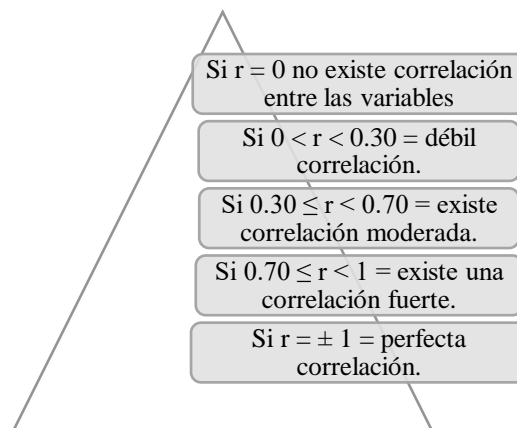 Si r = 0 no existe correlación
entre las variables
Si 0 < r < 0.30 = débil
correlación.
Si 0.30 ≤ r < 0.70 = existe
correlación moderada.
Si 0.70 ≤ r < 1 = existe una
correlación fuerte.
Si r = ± 1 = perfecta
correlación.